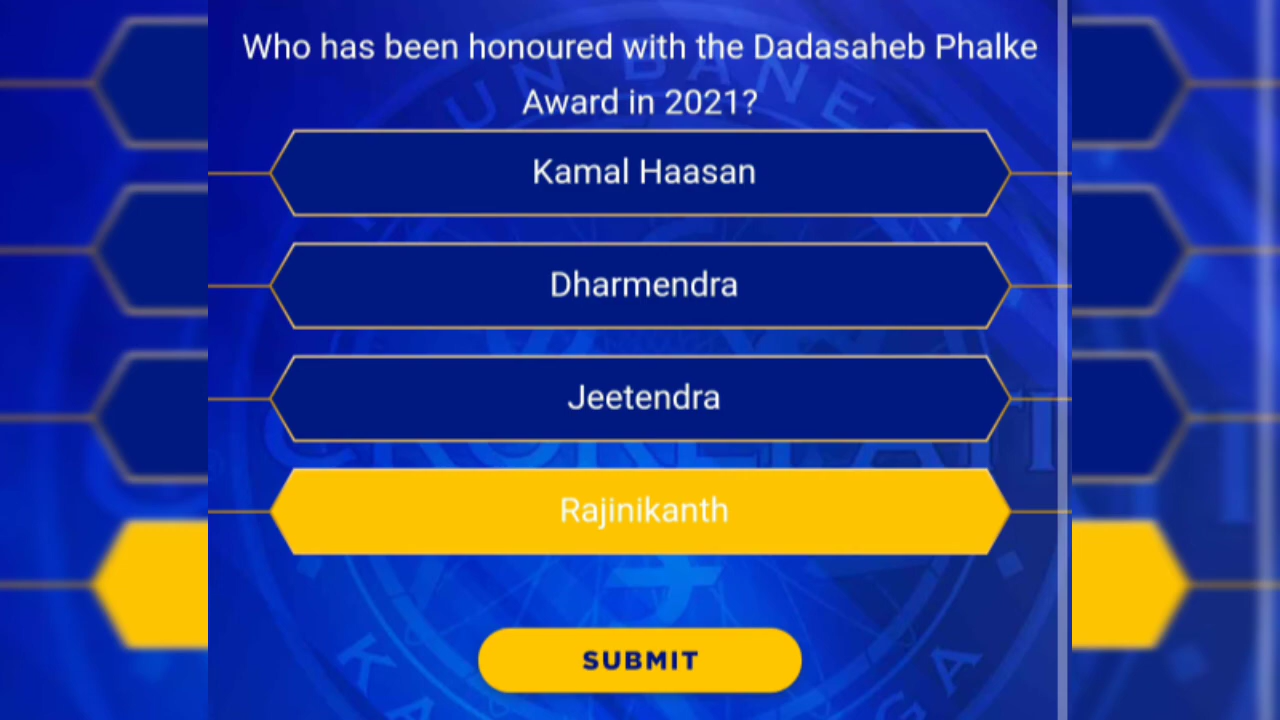 Who has been honoured with the Dadasaheb Phalke
Award in 2021?
Kamal Haasan
Dharmendra
Jeetendra
Rajinikanth
SUBMIT